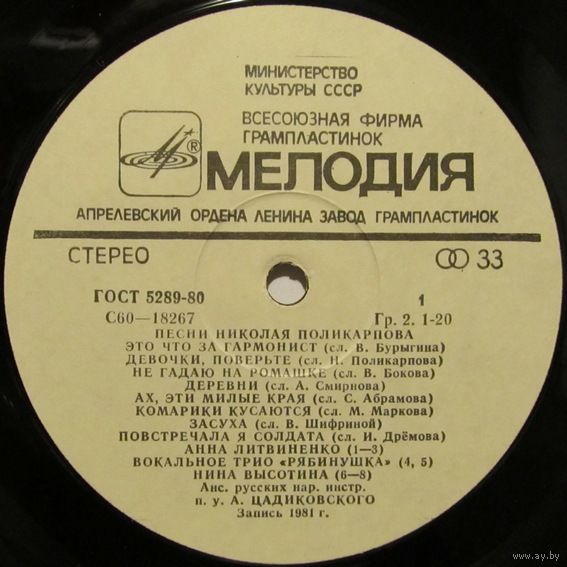 МИНИСТЕРСТВО
КУЛЬТУРЫ СССР
ВСЕСОЮЗНАЯ ФИРМА
ГРАМПЛАСТИНОК
®
МЕЛОДИЯ
АПРЕЛЕВСКИЙ ОРДЕНА ЛЕНИНА ЗАВОД ГРАМПЛАСТИНОК
СТЕРЕО 33
ГОСТ 5289-80 1
С60—18267 Гр. 2. 1-20
ПЕСНИ НИКОЛАЯ ПОЛИКАРПОВА
ЭТО ЧТО ЗА ГАРМОНИСТ (сл. В. Бурыгина)
ДЕВОЧКИ, ПОВЕРЬТЕ (сл. Н. Поликарпова)
НЕ ГАДАЮ НА РОМАШКЕ (сл. В. Бокова)
ДЕРЕВНИ (сл. А. Смирнова)
АХ, ЭТИ МИЛЫЕ КРАЯ (сл. С. Абрамова)
КОМАРИКИ КУСАЮТСЯ (сл. М. Маркова)
ЗАСУХА (сл. В. Шифриной)
ПОВСТРЕЧАЛА Я СОЛДАТА (сл. И. Дрёмова)
АННА ЛИТВИНЕНКО (1—3)
ВОКАЛЬНОЕ ТРИО «РЯБИНУШКА» (4, 5)
НИНА ВЫСОТИНА (6—8)
Анс. русских нар. инстр.
п. у. А. ЦАДИКОВСКОГО
Запись 1981 г.
www.ay.by